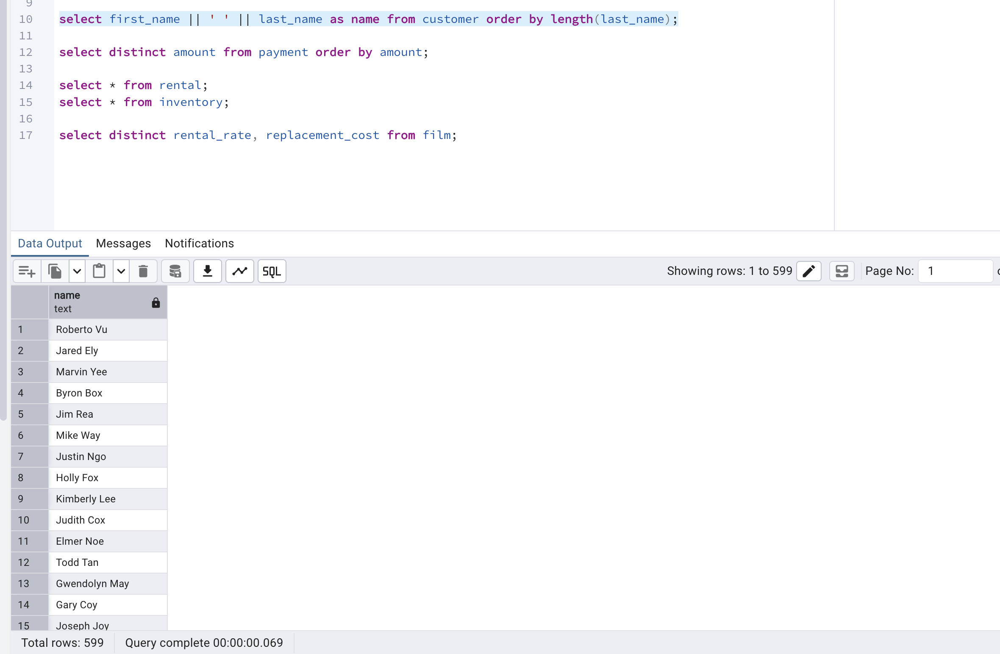 9
10 select first_name || ' ' || last_name as name from customer order by length(last_name);
11
12 select distinct amount from payment order by amount;
13
14 select * from rental;
15 select * from inventory;
16
17 select distinct rental_rate, replacement_cost from film;
Data Output Messages Notifications
SQL Showing rows: 1 to 599 Page No: 1
name
text
1 Roberto Vu
2 Jared Ely
3 Marvin Yee
4 Byron Box
5 Jim Rea
6 Mike Way
7 Justin Ngo
8 Holly Fox
9 Kimberly Lee
10 Judith Cox
11 Elmer Noe
12 Todd Tan
13 Gwendolyn May
14 Gary Coy
15 Joseph Joy
Total rows: 599 Query complete 00:00:00.069